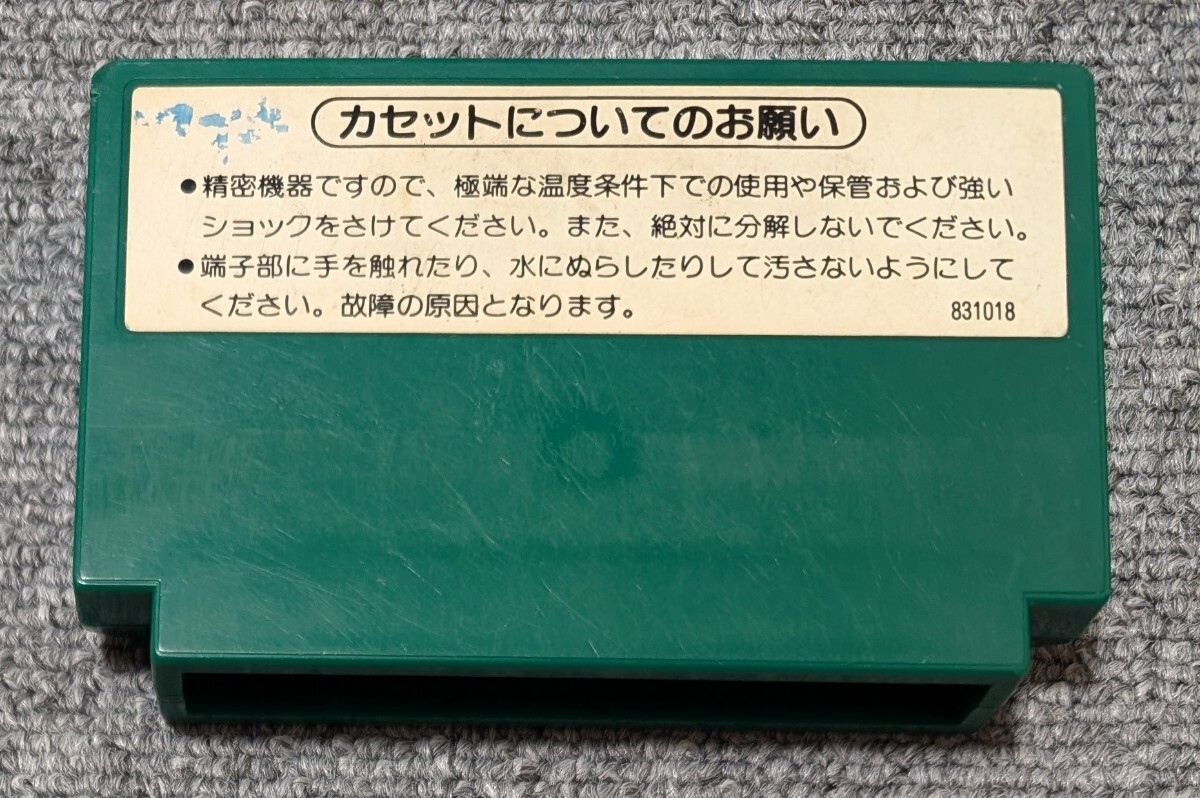 カセットについてのお願い
●精密機器ですので、極端な温度条件下での使用や保管および強い
ショックをさけてください。また、絶対に分解しないでください。
●端子部に手を触れたり、水にぬらしたりして汚さないようにして
ください。故障の原因となります。
831018